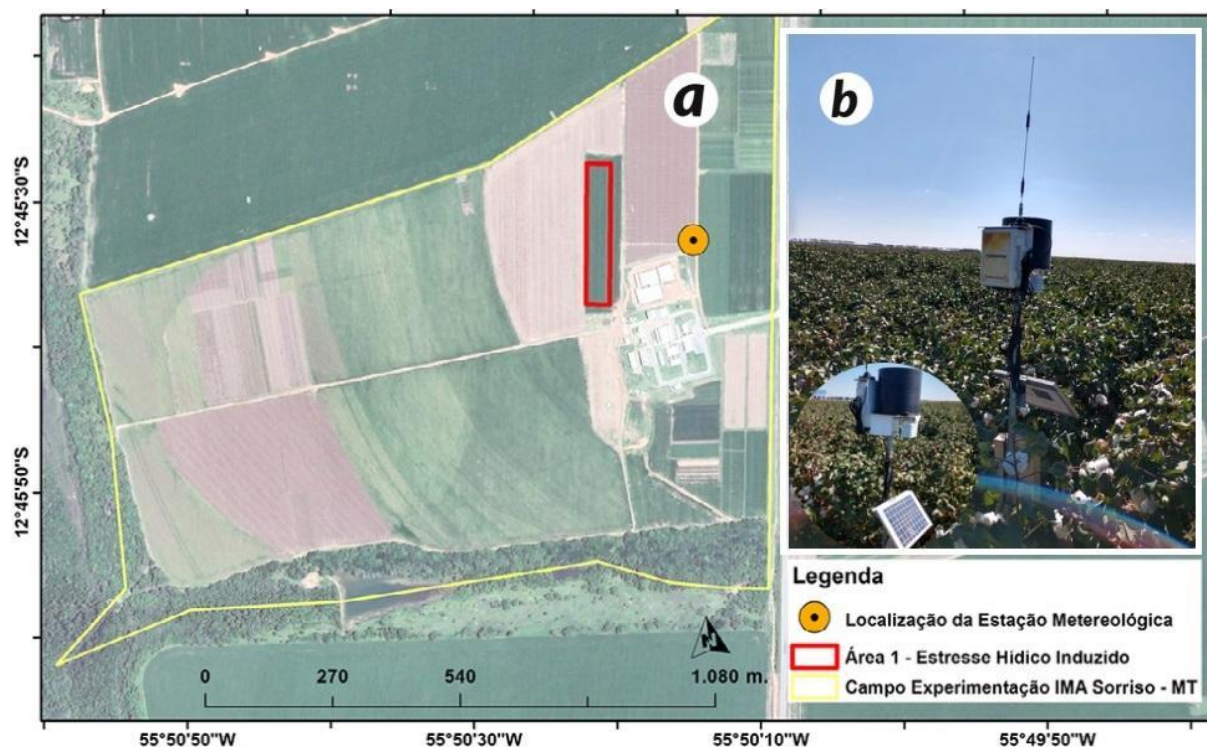 a
b
12°45'30"S
12°45'50"S
Legenda
Localização da Estação Metereológica
Área 1 - Estresse Hídico Induzido
Campo Experimentação IMA Sorriso - MT
N
0 270 540 1.080 m.
55°50'50"W 55°50'30"W 55°50'10"W 55°49'50"W